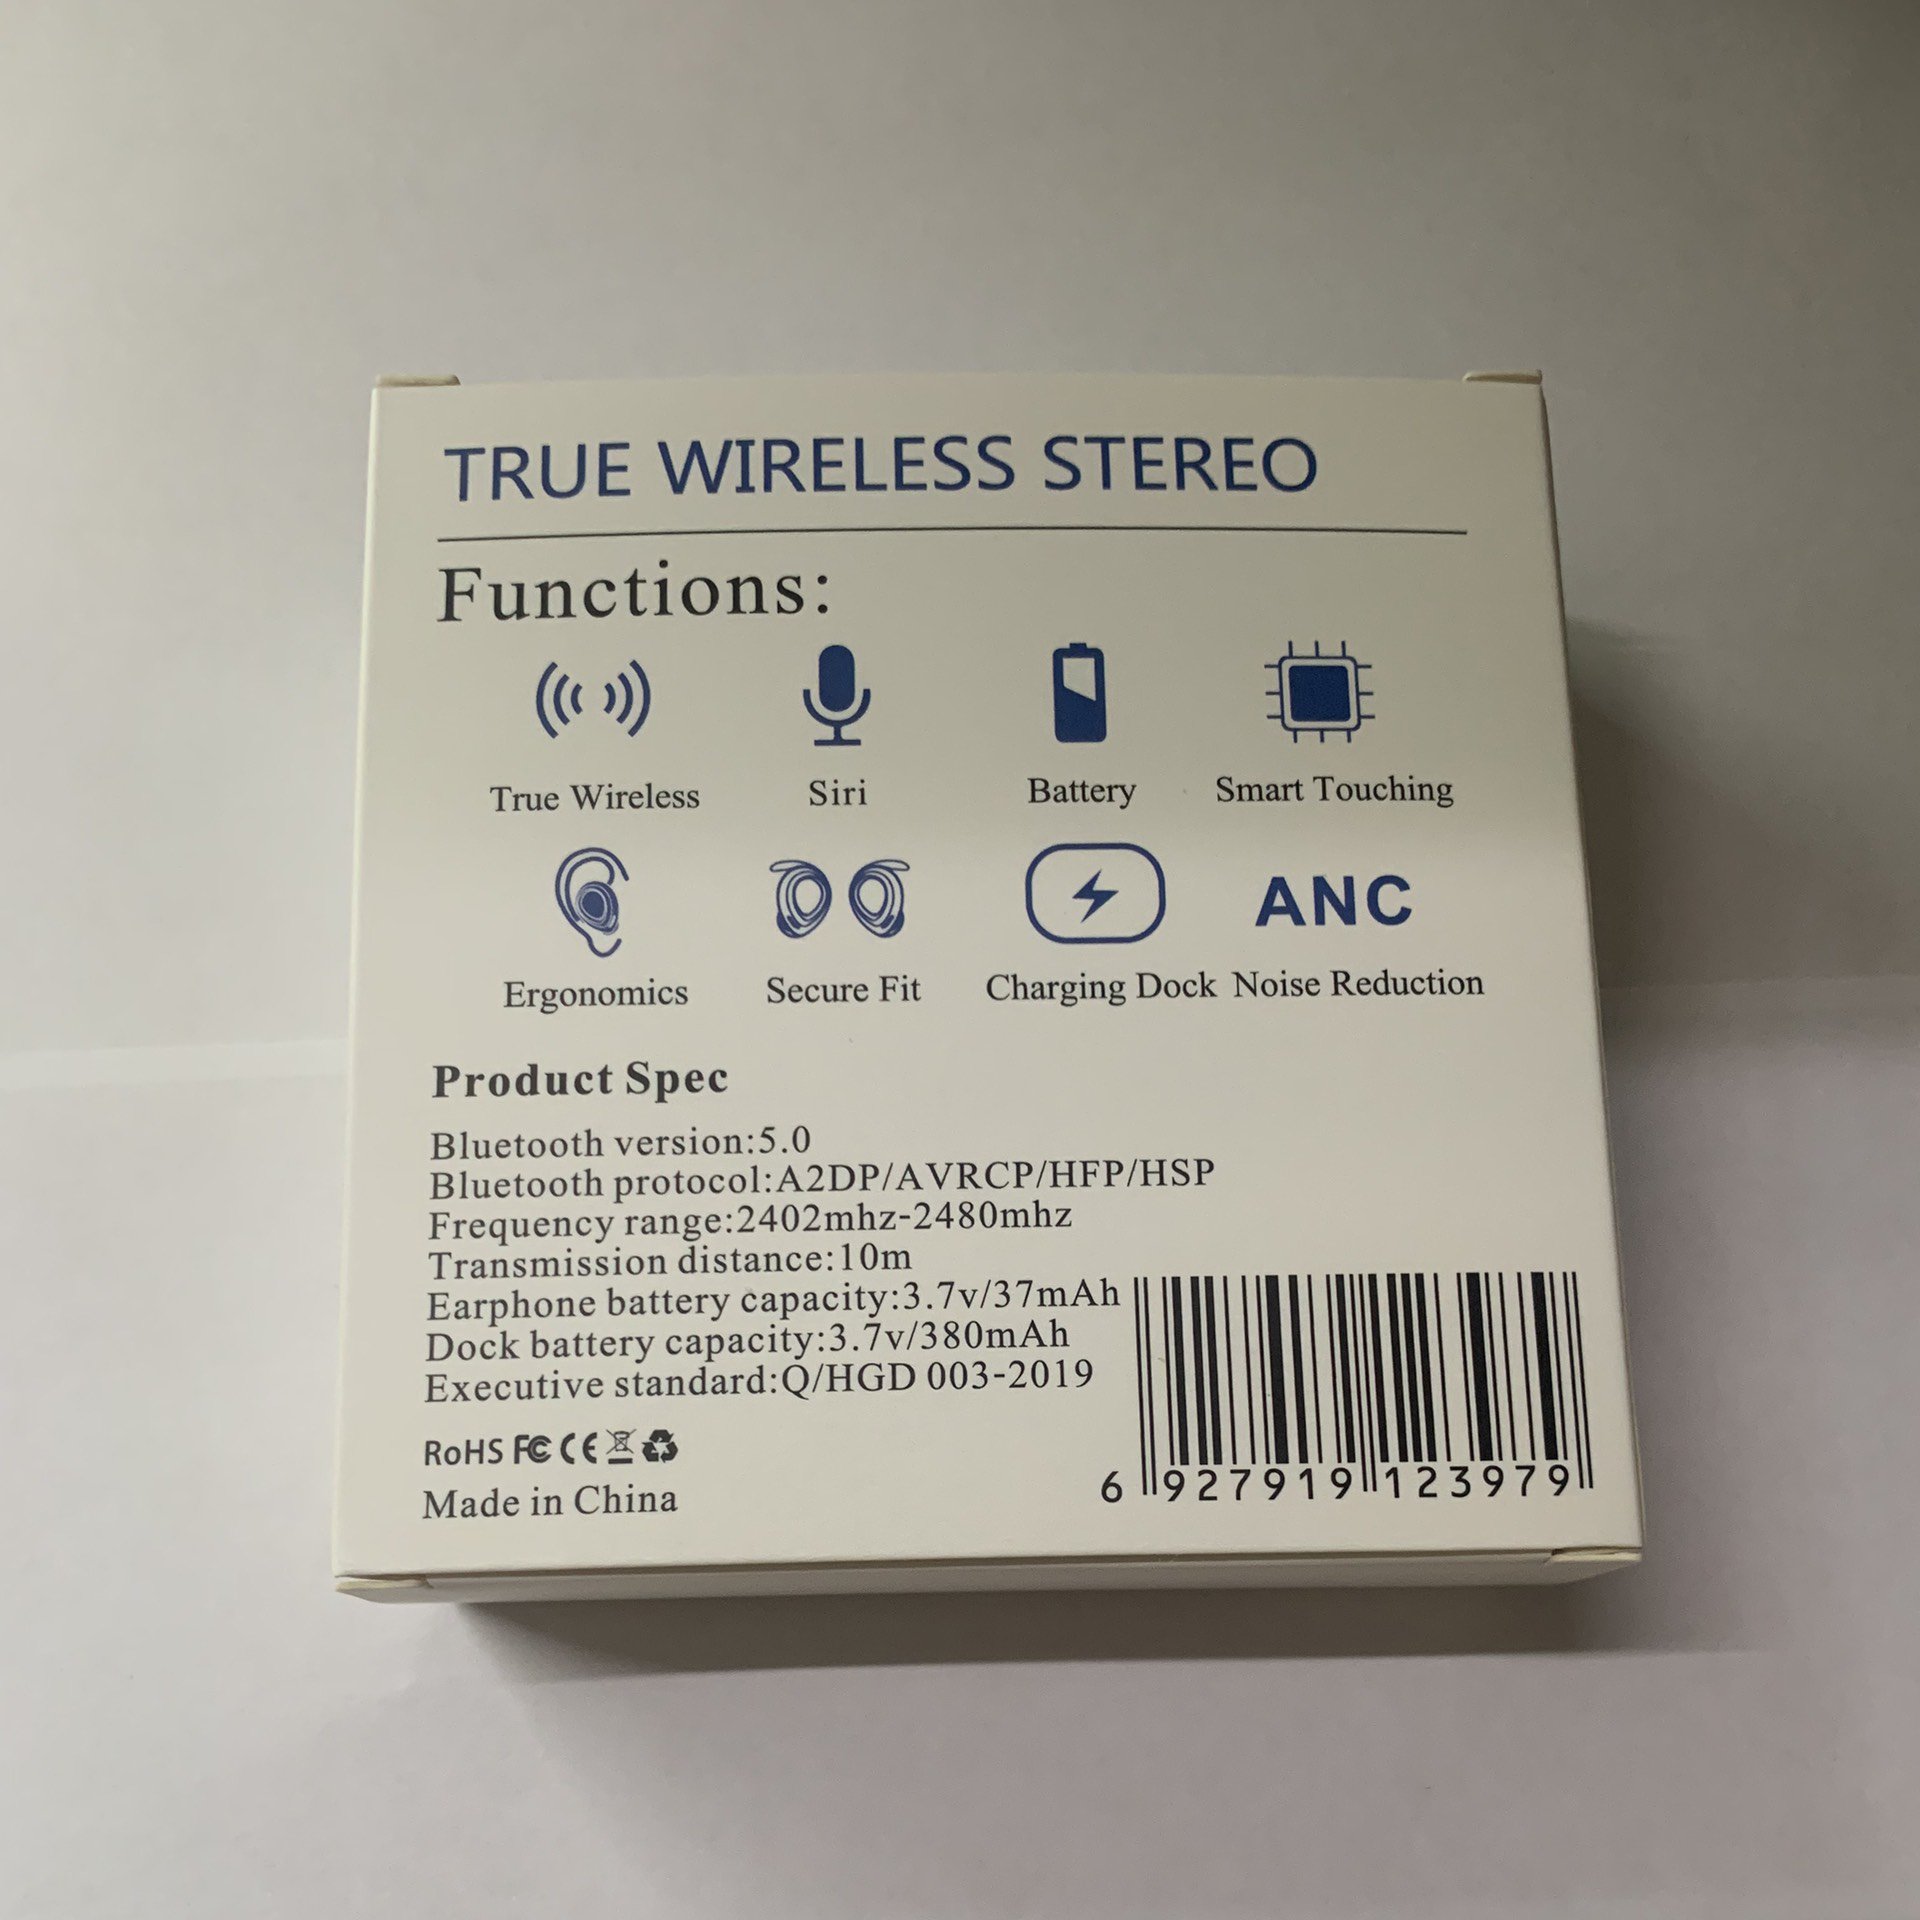 TRUE WIRELESS STEREO
Functions:
True Wireless Siri Battery Smart Touching
ANC
Ergonomics Secure Fit Charging Dock Noise Reduction
Product Spec
Bluetooth version:5.0
Bluetooth protocol:A2DP/AVRCP/HFP/HSP
Frequency range:2402mhz-2480mhz
Transmission distance:10m
Earphone battery capacity:3.7v/37mAh
Dock battery capacity:3.7v/380mAh
Executive standard:Q/HGD 003-2019
RoHS FC CE
Made in China
6 927919 123979